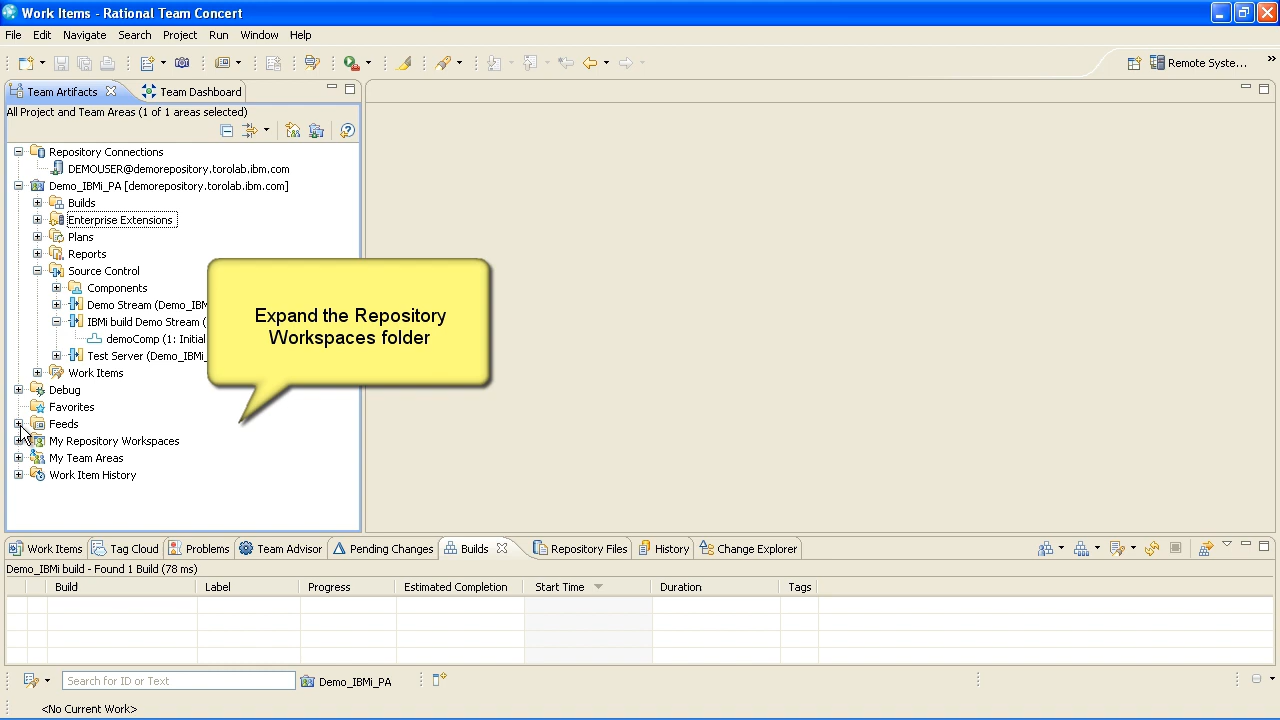 Work Items - Rational Team Concert
File Edit Navigate Search Project Run Window Help
Remote Syste... »
Team Artifacts Team Dashboard
All Project and Team Areas (1 of 1 areas selected)
Repository Connections
DEMOUSER@demorepository.torolab.ibm.com
Demo_IBMi_PA [demorepository.torolab.ibm.com]
Builds
Enterprise Extensions
Plans
Reports
Source Control
Components
Demo Stream (Demo_IBM
IBMi build Demo Stream (
demoComp (1: Initial
Test Server (Demo_IBMi_
Work Items
Debug
Favorites
Feeds
My Repository Workspaces
My Team Areas
Work Item History
Expand the Repository
Workspaces folder
Work Items Tag Cloud Problems Team Advisor Pending Changes Builds Repository Files History Change Explorer
Demo_IBMi build - Found 1 Build (78 ms)
Build Label Progress Estimated Completion Start Time Duration Tags
Search for ID or Text Demo_IBMi_PA
<No Current Work>